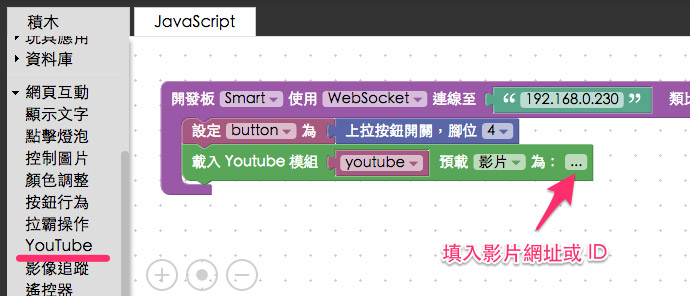 積木
JavaScript
玩具應用
資料庫
網頁互動
顯示文字
點擊燈泡
控制圖片
顏色調整
按鈕行為
拉霸操作
YouTube
影像追蹤
遙控器
開發板 Smart 使用 WebSocket 連線至 “ 192.168.0.230 ” 類比
設定 button 為 上拉按鈕開關，腳位 4
載入 Youtube 模組 youtube 預載 影片 為： ...
填入影片網址或 ID